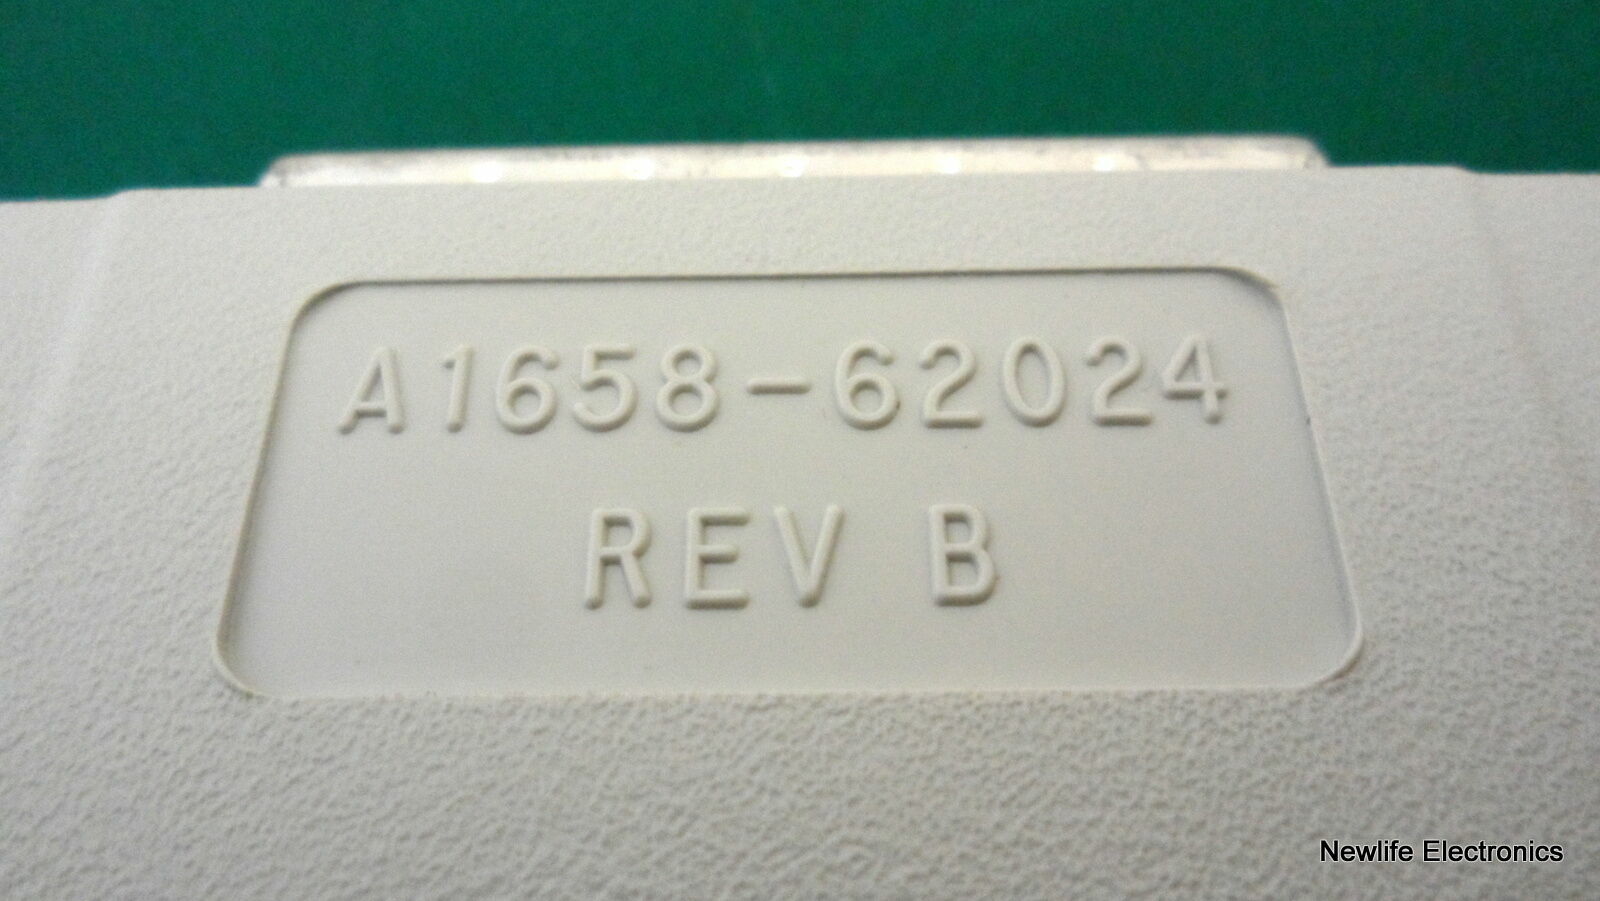 A1658-62024
REV B
Newlife Electronics